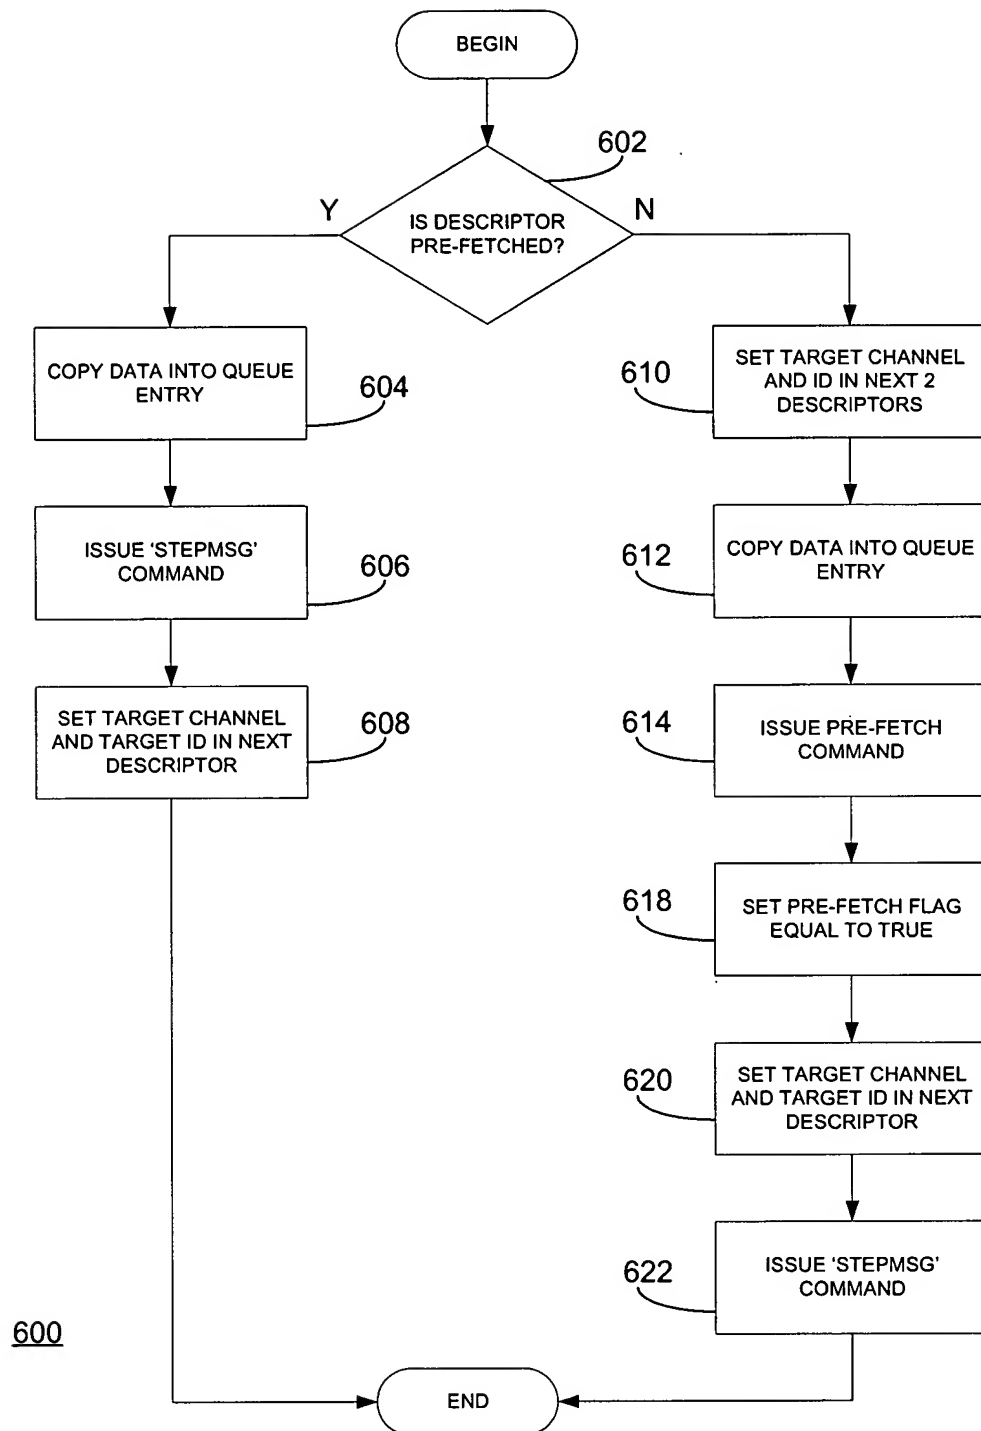 BEGIN
602
Y
N
IS DESCRIPTOR
PRE-FETCHED?
COPY DATA INTO QUEUE
ENTRY
604
ISSUE 'STEPMSG'
COMMAND
606
SET TARGET CHANNEL
AND TARGET ID IN NEXT
DESCRIPTOR
608
610
SET TARGET CHANNEL
AND ID IN NEXT 2
DESCRIPTORS
612
COPY DATA INTO QUEUE
ENTRY
614
ISSUE PRE-FETCH
COMMAND
618
SET PRE-FETCH FLAG
EQUAL TO TRUE
620
SET TARGET CHANNEL
AND TARGET ID IN NEXT
DESCRIPTOR
622
ISSUE 'STEPMSG'
COMMAND
600
END